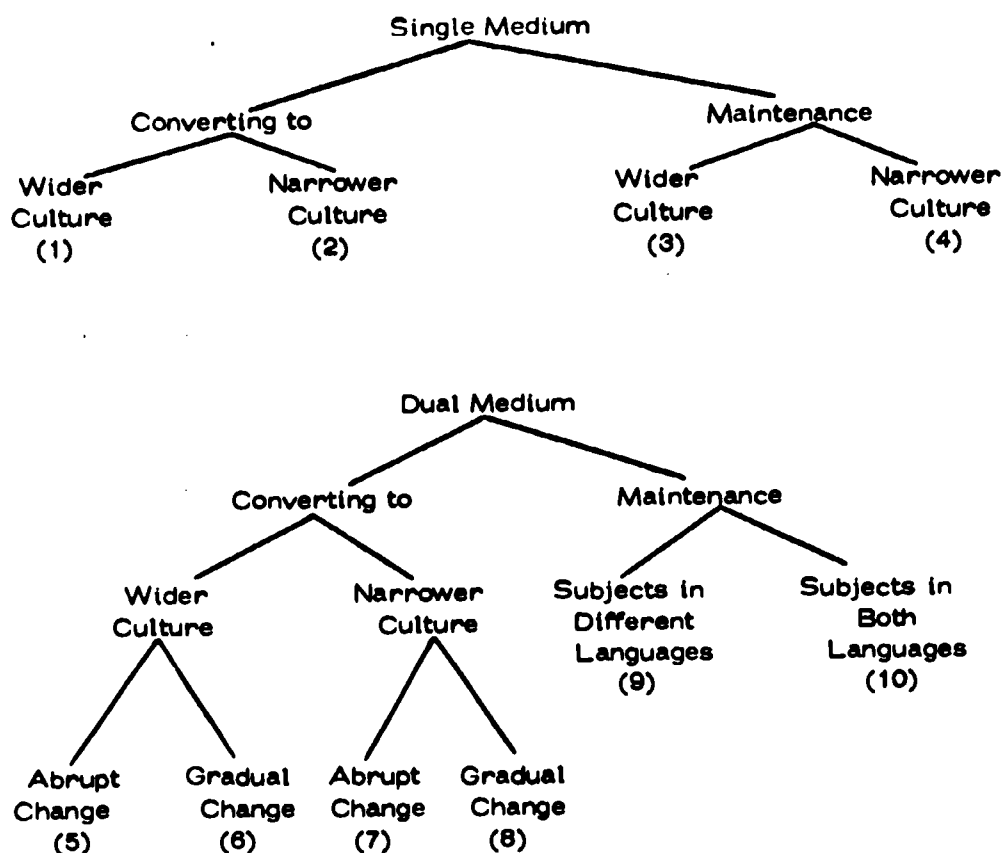 Single Medium
Converting to
Maintenance
Wider
Culture
(1)
Narrower
Culture
(2)
Wider
Culture
(3)
Narrower
Culture
(4)
Dual Medium
Converting to
Maintenance
Wider
Culture
Narrower
Culture
Subjects in
Different
Languages
(9)
Subjects in
Both
Languages
(10)
Abrupt
Change
(5)
Gradual
Change
(6)
Abrupt
Change
(7)
Gradual
Change
(8)